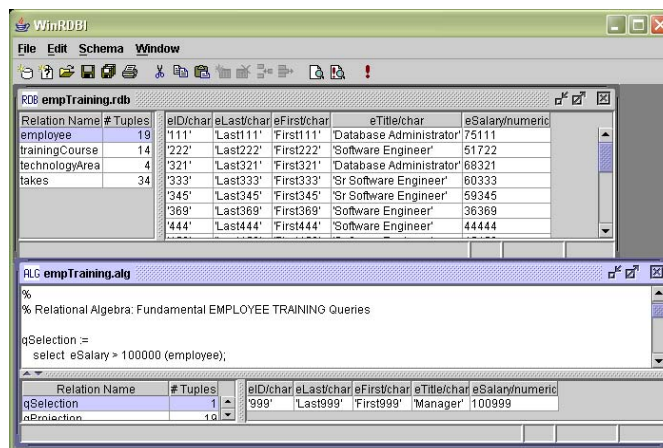 WinRDBI
File Edit Schema Window
RDB empTraining.rdb
Relation Name # Tuples
employee 19
trainingCourse 14
technologyArea 4
takes 34
eID/char eLast/char eFirst/char eTitle/char eSalary/numeric
'111' 'Last111' 'First111' 'Database Administrator' 75111
'222' 'Last222' 'First222' 'Software Engineer' 51722
'321' 'Last321' 'First321' 'Database Administrator' 68321
'333' 'Last333' 'First333' 'Sr Software Engineer' 60333
'345' 'Last345' 'First345' 'Sr Software Engineer' 59345
'369' 'Last369' 'First369' 'Software Engineer' 36369
'444' 'Last444' 'First444' 'Software Engineer' 44444
ALG empTraining.alg
%
% Relational Algebra: Fundamental EMPLOYEE TRAINING Queries
qSelection :=
select eSalary > 100000 (employee);
Relation Name # Tuples
qSelection 1
qProjection 19
eID/char eLast/char eFirst/char eTitle/char eSalary/numeric
'999' 'Last999' 'First999' 'Manager' 100999